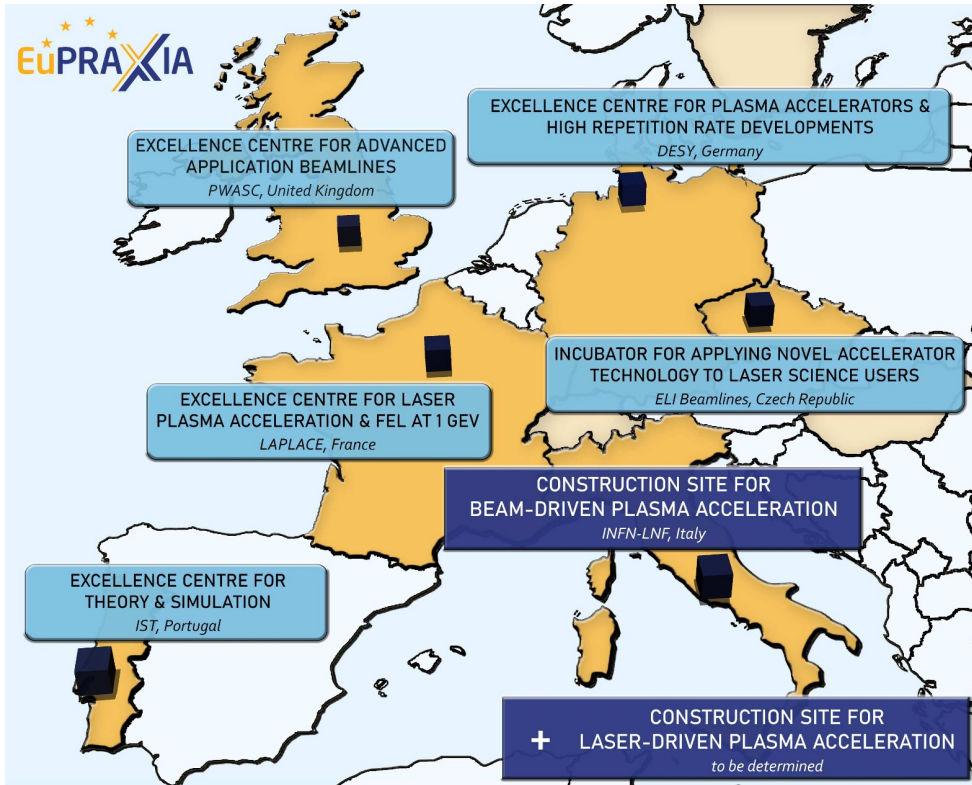 EuPRAXIA
EXCELLENCE CENTRE FOR PLASMA ACCELERATORS &
HIGH REPETITION RATE DEVELOPMENTS
DESY, Germany
EXCELLENCE CENTRE FOR ADVANCED
APPLICATION BEAMLINES
PWASC, United Kingdom
INCUBATOR FOR APPLYING NOVEL ACCELERATOR
TECHNOLOGY TO LASER SCIENCE USERS
ELI Beamlines, Czech Republic
EXCELLENCE CENTRE FOR LASER
PLASMA ACCELERATION & FEL AT 1 GEV
LAPLACE, France
CONSTRUCTION SITE FOR
BEAM-DRIVEN PLASMA ACCELERATION
INFN-LNF, Italy
EXCELLENCE CENTRE FOR
THEORY & SIMULATION
IST, Portugal
+ CONSTRUCTION SITE FOR
LASER-DRIVEN PLASMA ACCELERATION
to be determined